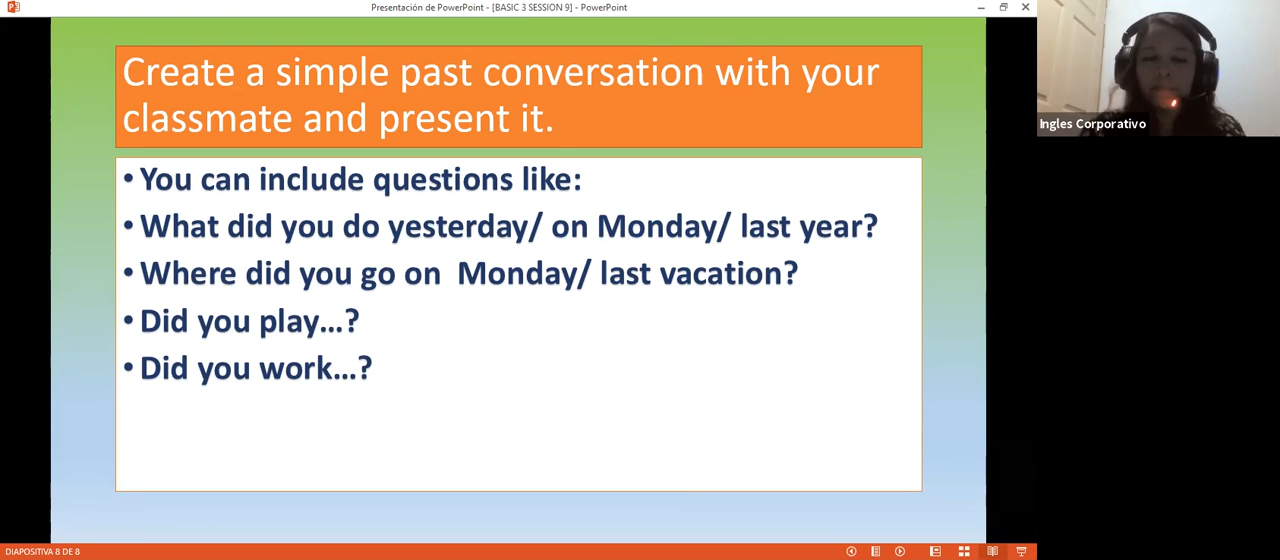 Presentación de PowerPoint - [BASIC 3 SESSION 9] - PowerPoint
Create a simple past conversation with your
classmate and present it.
• You can include questions like:
• What did you do yesterday/ on Monday/ last year?
• Where did you go on  Monday/ last vacation?
• Did you play...?
• Did you work...?
Ingles Corporativo
DIAPOSITIVA 8 DE 8